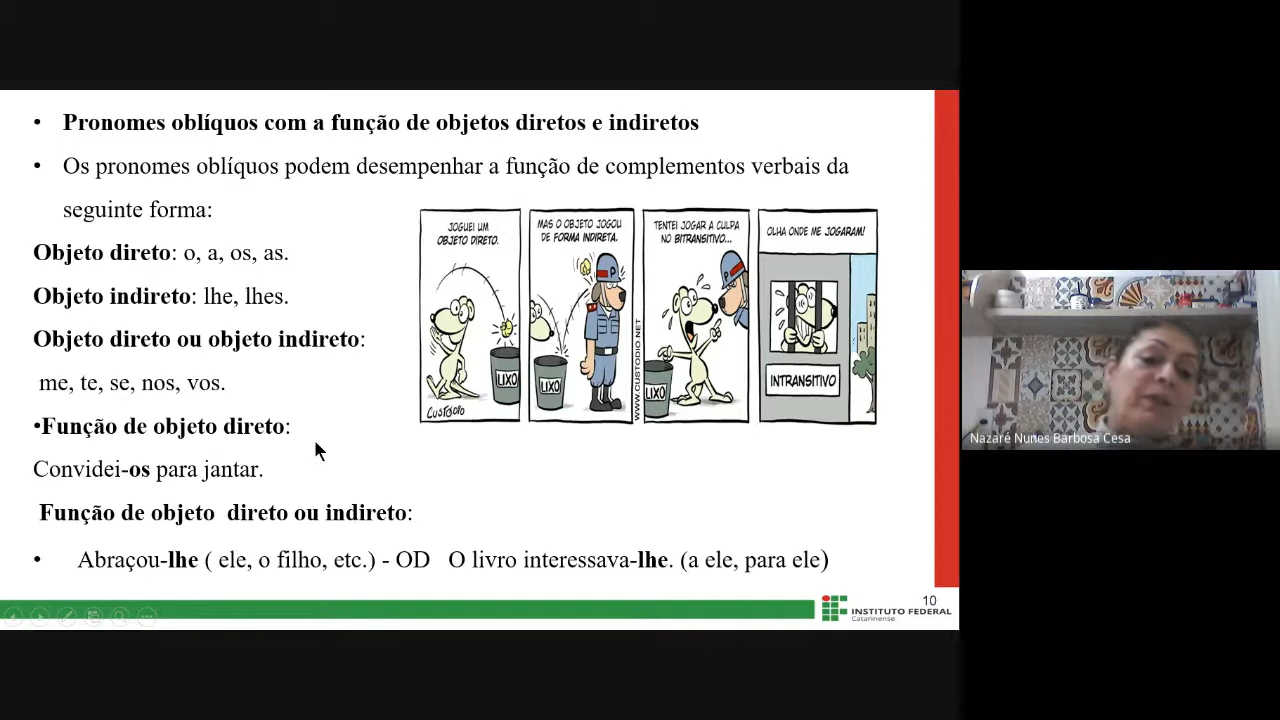 • Pronomes oblíquos com a função de objetos diretos e indiretos
• Os pronomes oblíquos podem desempenhar a função de complementos verbais da
seguinte forma:
Objeto direto: o, a, os, as.
Objeto indireto: lhe, lhes.
Objeto direto ou objeto indireto:
me, te, se, nos, vos.
•Função de objeto direto:
Convidei-os para jantar.
Função de objeto direto ou indireto:
• Abraçou-lhe ( ele, o filho, etc.) - OD O livro interessava-lhe. (a ele, para ele)
JOGUEI UM
OBJETO DIRETO.
LIXO
CUSTÓDIO
MAS O OBJETO JOGOU
DE FORMA INDIRETA.
P
LIXO
WWW.CUSTODIO.NET
TENTEI JOGAR A CULPA
NO BITRANSITIVO...
LIXO
OLHA ONDE ME JOGARAM!
INTRANSITIVO
10
INSTITUTO FEDERAL
Catarinense
Nazaré Nunes Barbosa Cesa